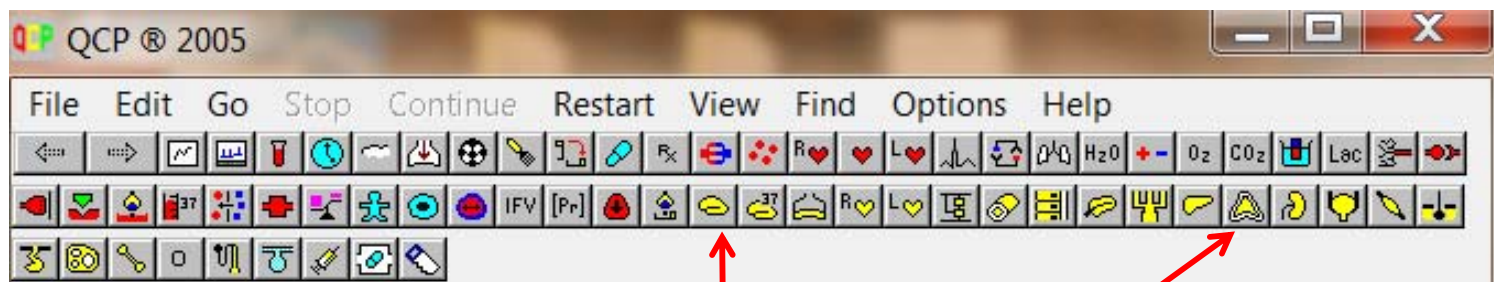 QCP ® 2005
File Edit Go Stop Continue Restart View Find Options Help
Rx R L H₂O + - O₂ CO₂ Lac
37 IFV [Pr] 37 R L